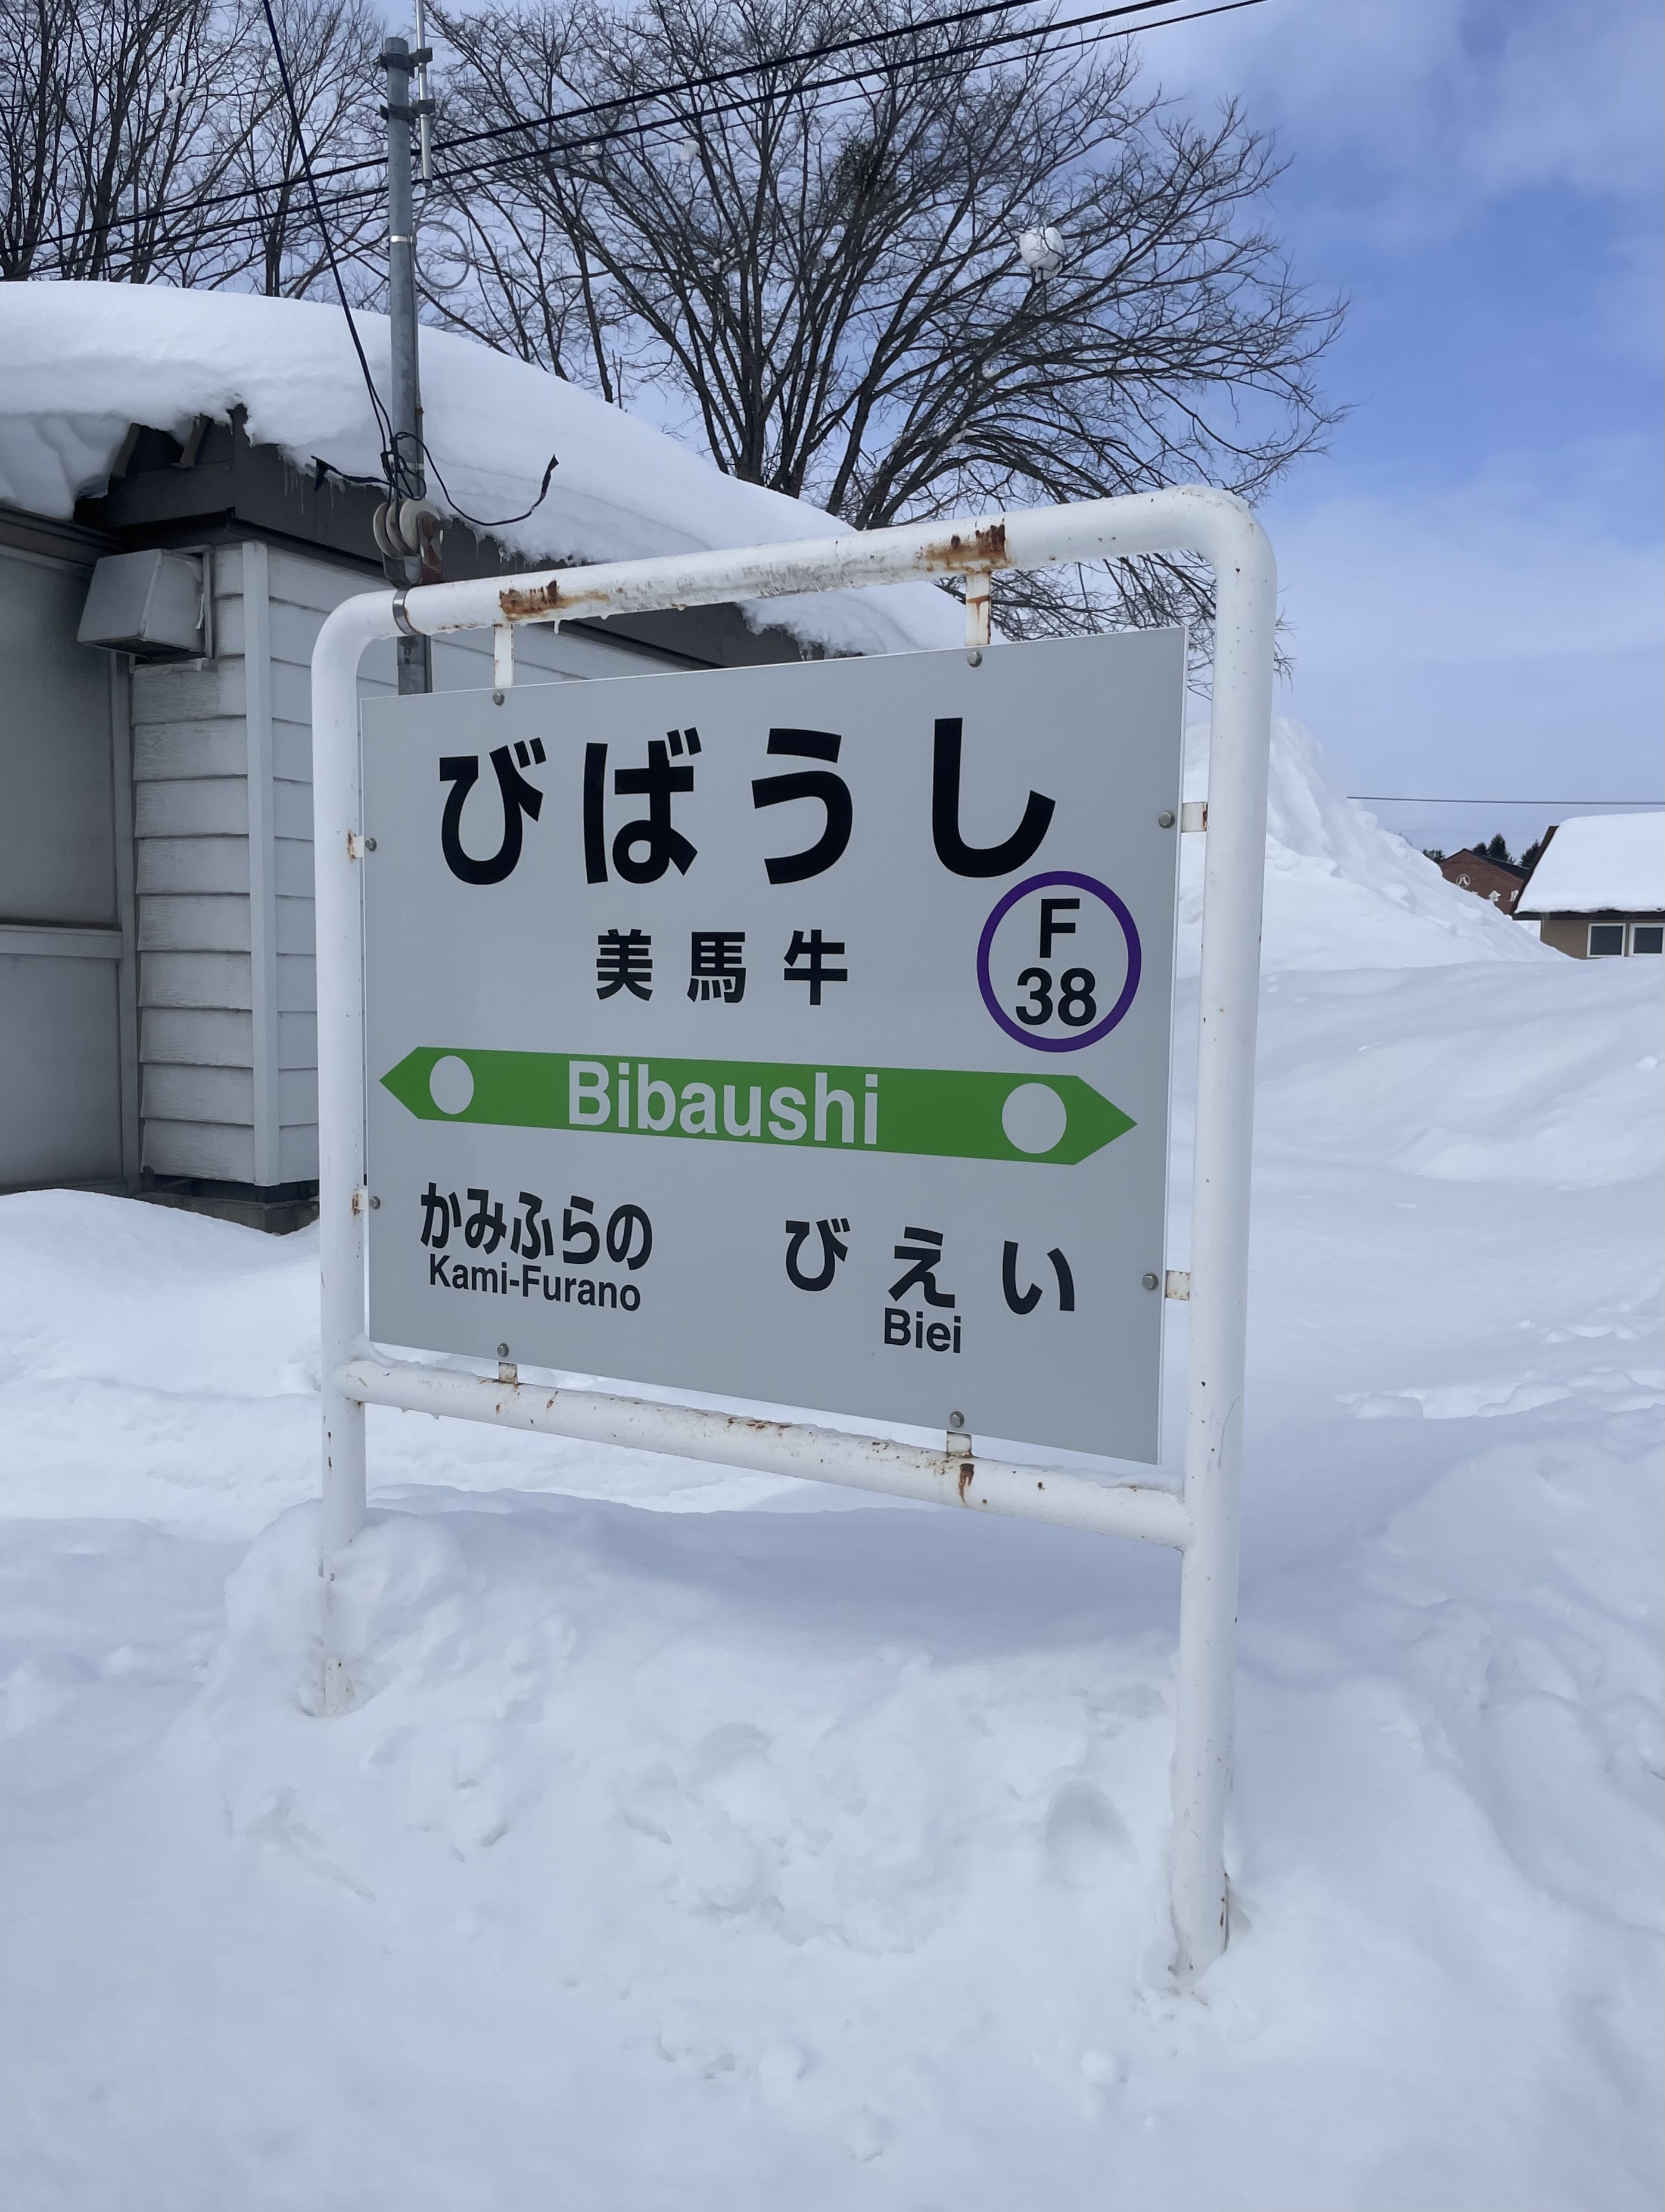 びばうし
美馬牛
F
38
Bibaushi
かみふらの
Kami-Furano
びえい
Biei